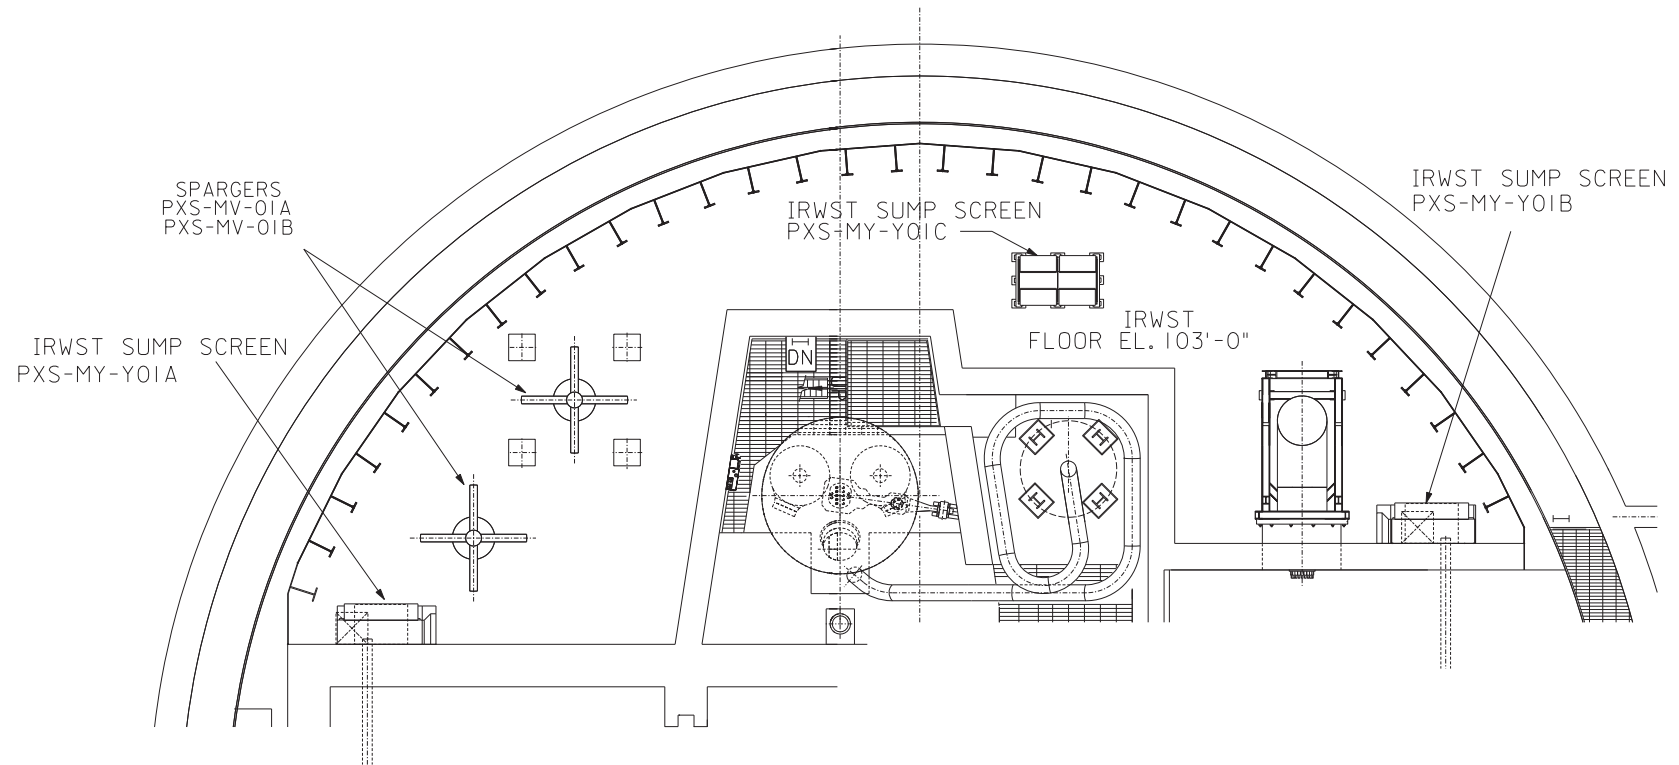 SPARGERS
PXS-MV-01A
PXS-MV-01B
IRWST SUMP SCREEN
PXS-MY-Y01A
IRWST SUMP SCREEN
PXS-MY-Y01C
IRWST SUMP SCREEN
PXS-MY-Y01B
IRWST
FLOOR EL. 103'-0"
DN